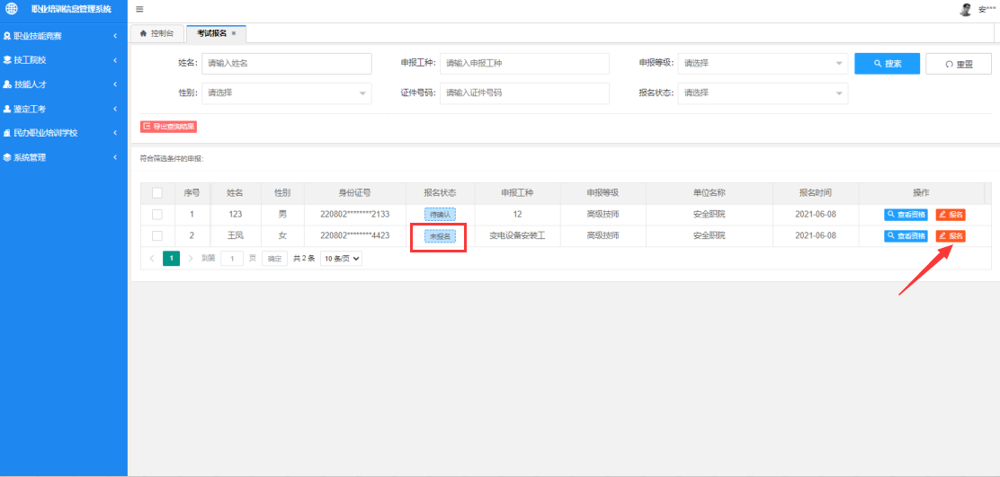 职业培训信息管理系统
安***
控制台 考试报名 ×
职业技能竞赛
技工院校
技能人才
鉴定工考
民办职业培训学校
系统管理
姓名: 请输入姓名 申报工种: 请输入申报工种 申报等级: 请选择 搜索 重置
性别: 请选择 证件号码: 请输入证件号码 报名状态: 请选择
导出查询结果
符合筛选条件的申报:
序号 姓名 性别 身份证号 报名状态 申报工种 申报等级 单位名称 报名时间 操作
1 123 男 220802********2133 待确认 12 高级技师 安全职院 2021-06-08 查看资格 报名
2 王凤 女 220802********4423 未报名 变电设备安装工 高级技师 安全职院 2021-06-08 查看资格 报名
1 到第 1 页 确定 共 2 条 10 条/页